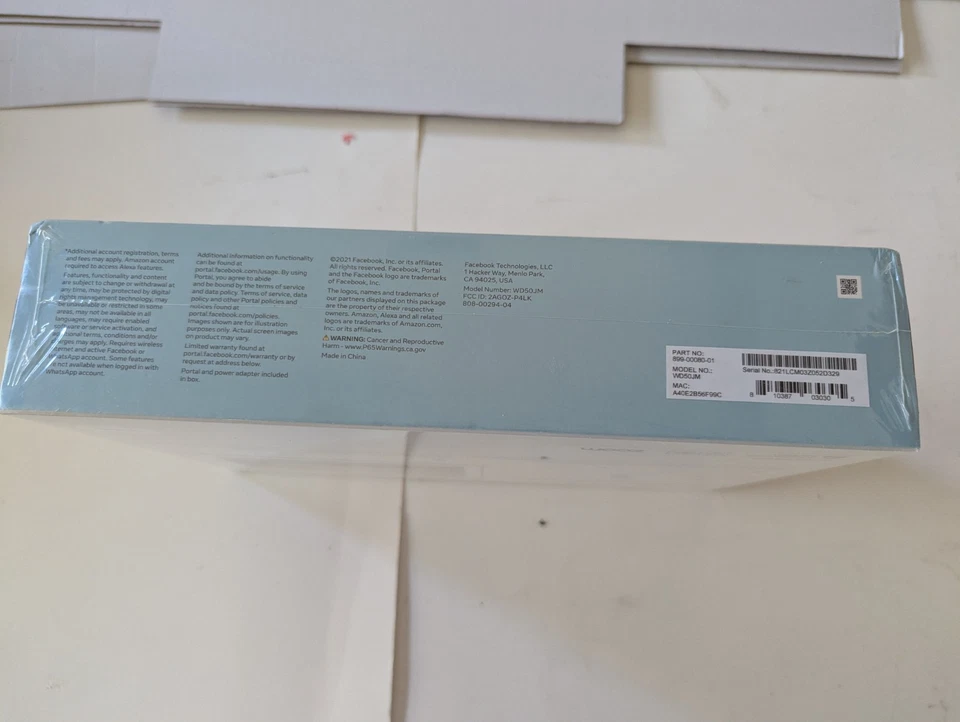 *Additional account registration, terms
and fees may apply. Amazon account
required to access Alexa features.
Features, functionality and content
are subject to change or withdrawal at
any time, may be protected by digital
rights management technology, may
be unavailable or restricted in some
areas, may not be available in all
languages, may require enabled
software or service activation, and
additional terms, conditions and/or
charges may apply. Requires wireless
internet and active Facebook or
WhatsApp account. Some features
not available when logged in with
WhatsApp account.
Additional information on functionality
can be found at
portal.facebook.com/usage. By using
Portal, you agree to abide
and be bound by the terms of service
and data policy. Terms of service, data
policy and other Portal policies and
notices found at
portal.facebook.com/policies.
Images shown are for illustration
purposes only. Actual screen images
on product may vary.
Limited warranty found at
portal.facebook.com/warranty or by
request at address below.
Portal and power adapter included
in box.
©2021 Facebook, Inc. or its affiliates.
All rights reserved. Facebook, Portal
and the Facebook logo are trademarks
of Facebook, Inc.
The logos, names and trademarks of
our partners displayed on this package
are the property of their respective
owners. Amazon, Alexa and all related
logos are trademarks of Amazon.com,
Inc. or its affiliates.
WARNING: Cancer and Reproductive
Harm - www.P65Warnings.ca.gov
Made in China
Facebook Technologies, LLC
1 Hacker Way, Menlo Park,
CA 94025, USA
Model Number: WD50JM
FCC ID: 2AGOZ-P4LK
808-00294-04
PART NO:
899-00080-01
MODEL NO.:
WD50JM
MAC:
A40E2B56F99C
Serial No.:821LCM03Z052D329
8 10387 03030 5